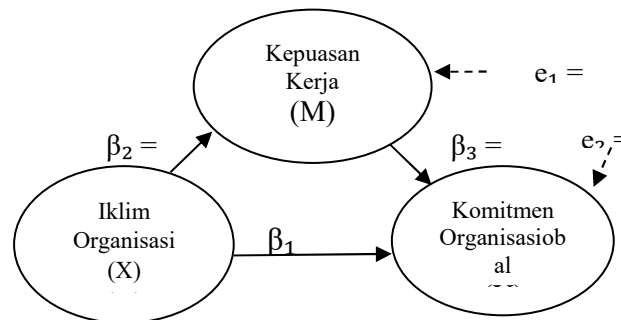 Kepuasan
Kerja
(M)
e₁ =
β₂ =
β₃ =
e₂ =
Iklim
Organisasi
(X)
β₁
Komitmen
Organisasiob
al